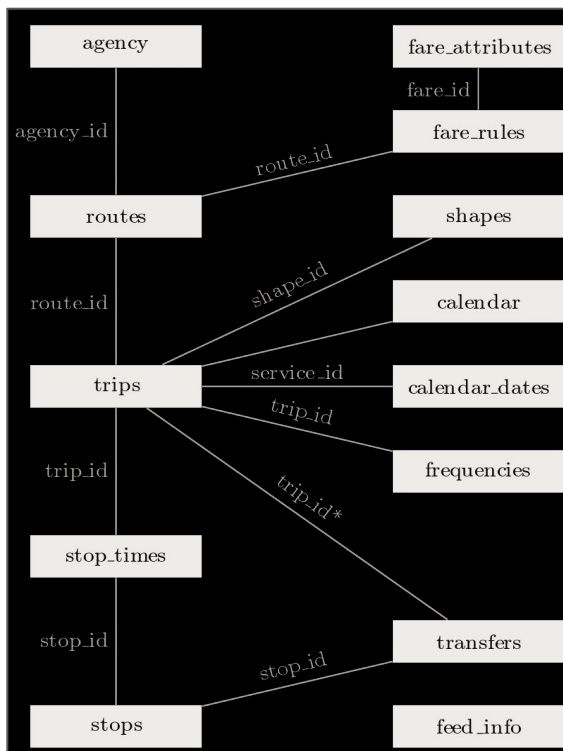 agency
fare_attributes
agency_id
fare_id
fare_rules
route_id
routes
shapes
route_id
shape_id
calendar
trips
service_id
calendar_dates
trip_id
frequencies
trip_id
trip_id*
stop_times
stop_id
stop_id
transfers
stops
feed_info